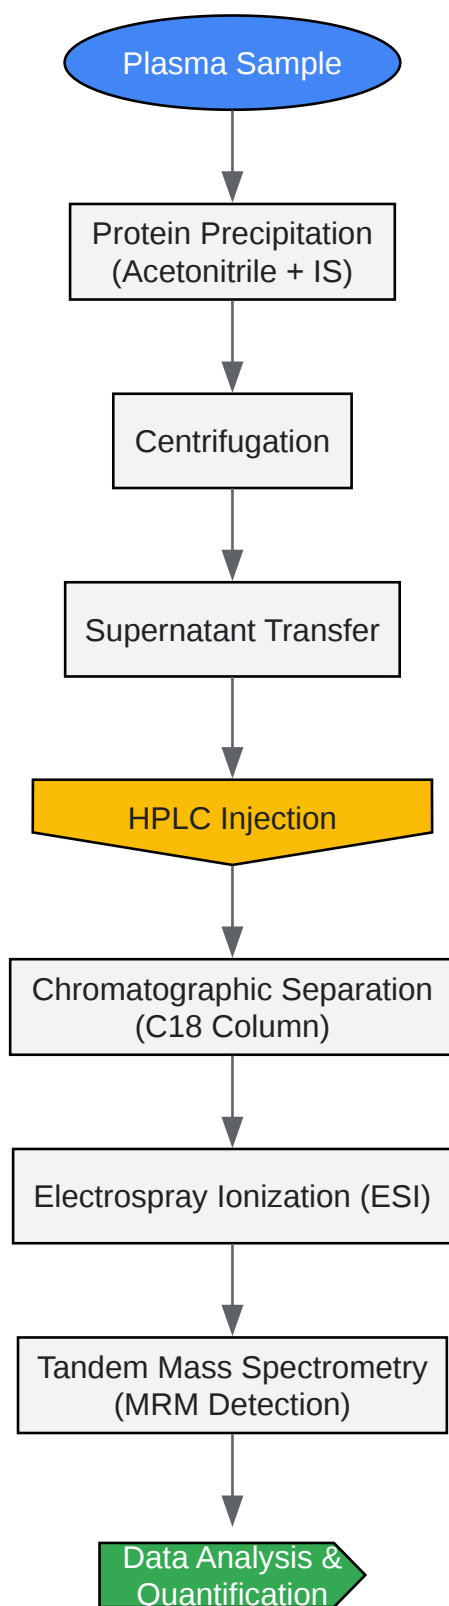 Plasma Sample
Protein Precipitation
(Acetonitrile + IS)
Centrifugation
Supernatant Transfer
HPLC Injection
Chromatographic Separation
(C18 Column)
Electrospray Ionization (ESI)
Tandem Mass Spectrometry
(MRM Detection)
Data Analysis &
Quantification